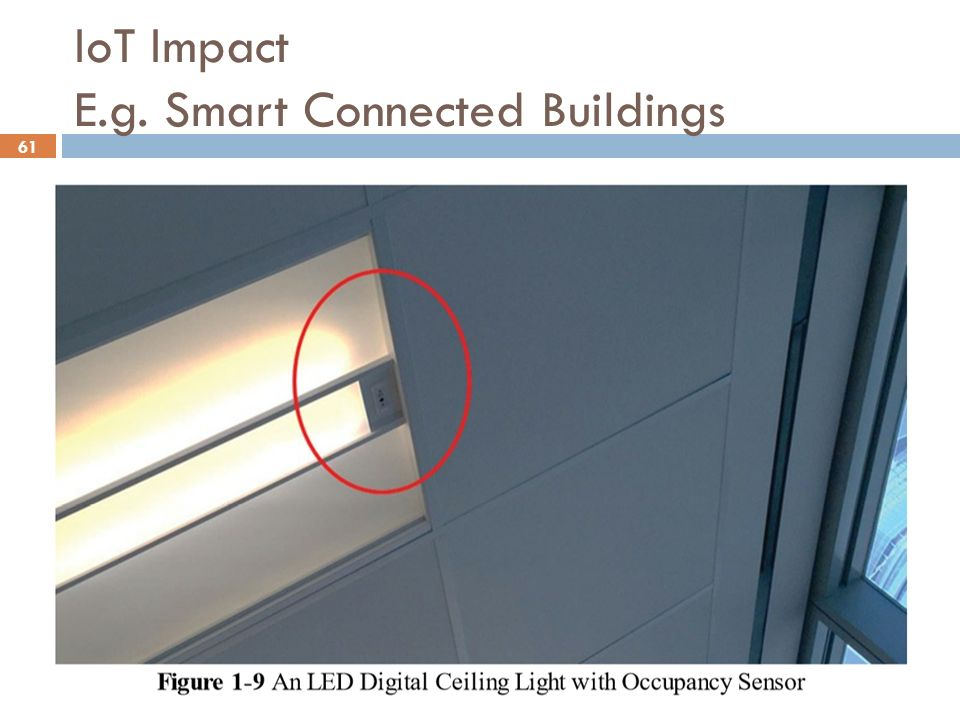 IoT Impact
E.g. Smart Connected Buildings
61
Figure 1-9 An LED Digital Ceiling Light with Occupancy Sensor